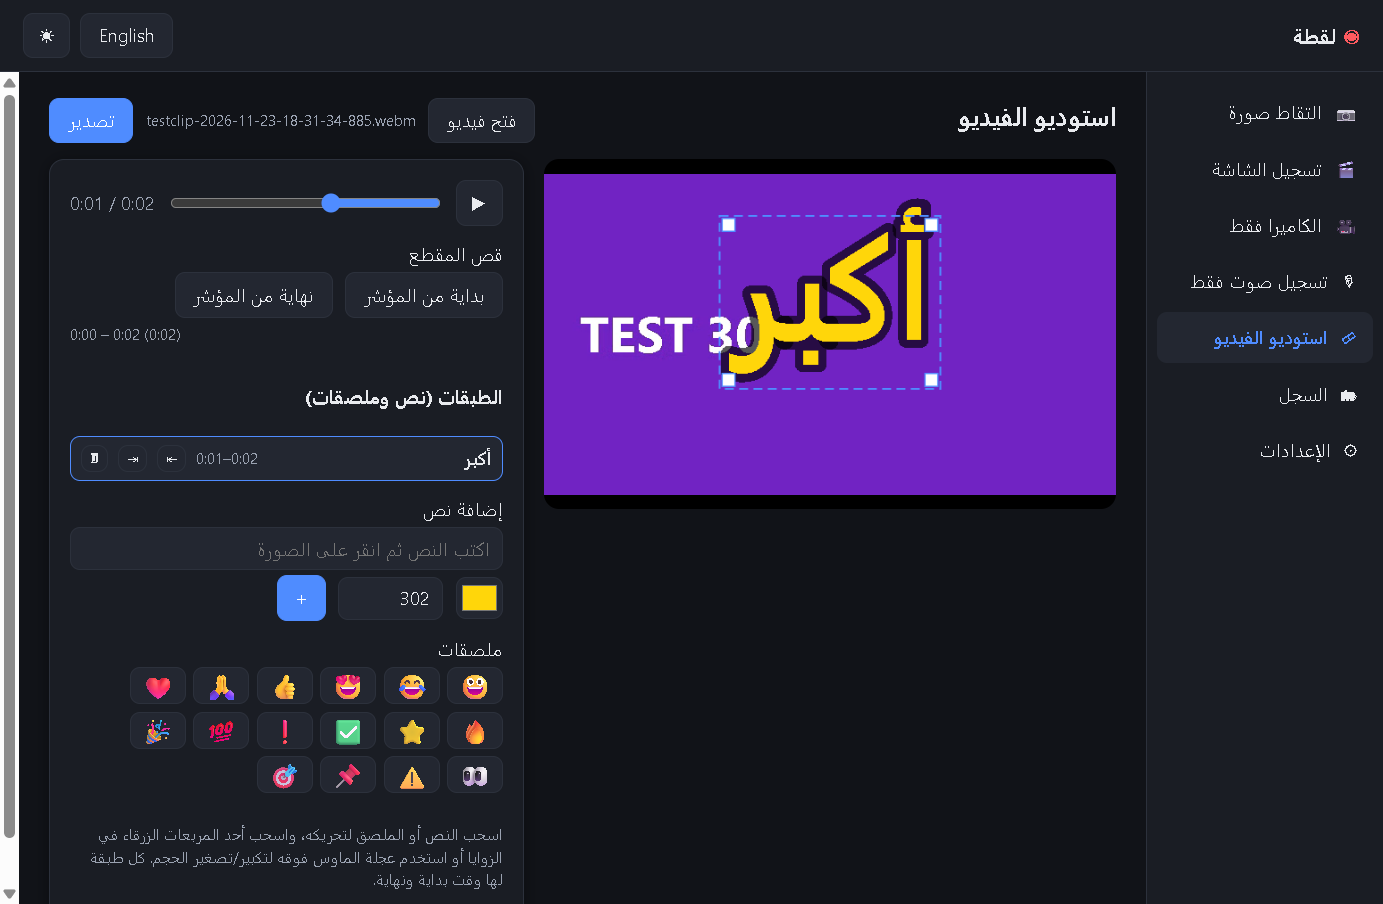 لقطة
English
التقاط صورة
تسجيل الشاشة
الكاميرا فقط
تسجيل صوت فقط
استوديو الفيديو
السجل
الإعدادات
استوديو الفيديو
فتح فيديو
testclip-2026-11-23-18-31-34-885.webm
تصدير
TEST 30
أكبر
0:01 / 0:02
قص المقطع
بداية من المؤشر
نهاية من المؤشر
0:00 – 0:02 (0:02)
الطبقات (نص وملصقات)
أكبر
0:01–0:02
إضافة نص
اكتب النص ثم انقر على الصورة
302
+
ملصقات
اسحب النص أو الملصق لتحريكه، واسحب أحد المربعات الزرقاء في
الزوايا أو استخدم عجلة الماوس فوقه لتكبير/تصغير الحجم. كل طبقة
لها وقت بداية ونهاية.